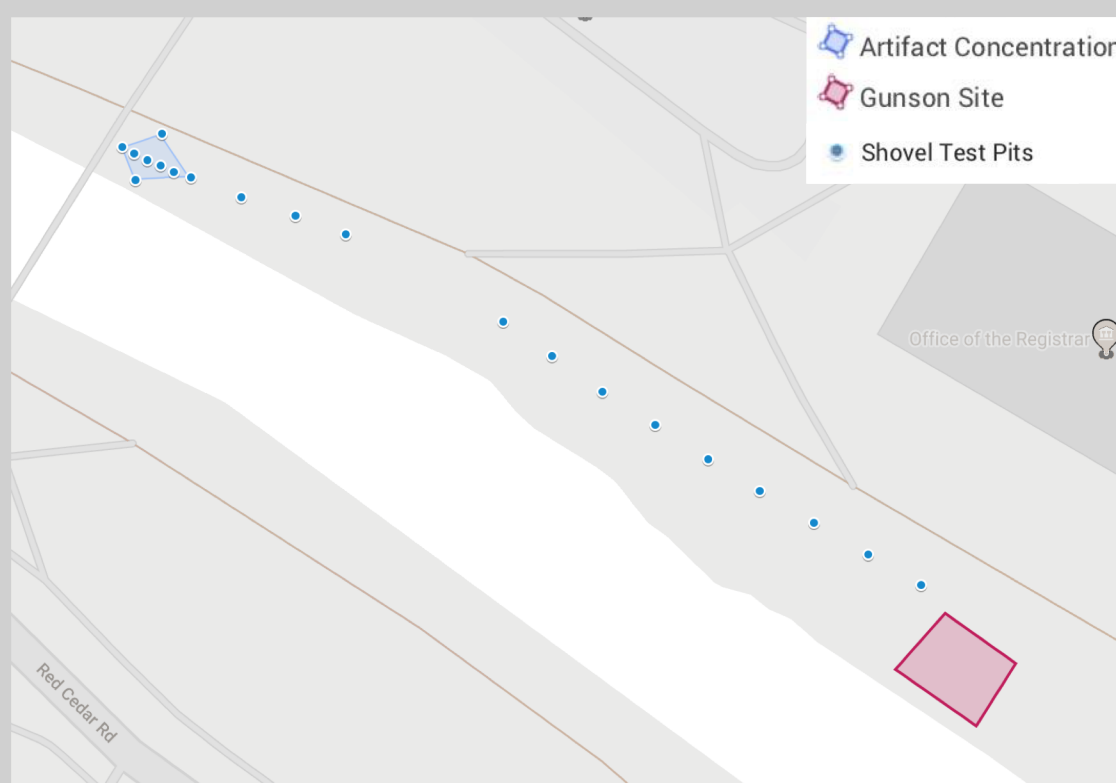 Artifact Concentration
Gunson Site
Shovel Test Pits
Office of the Registrar
Red Cedar Rd